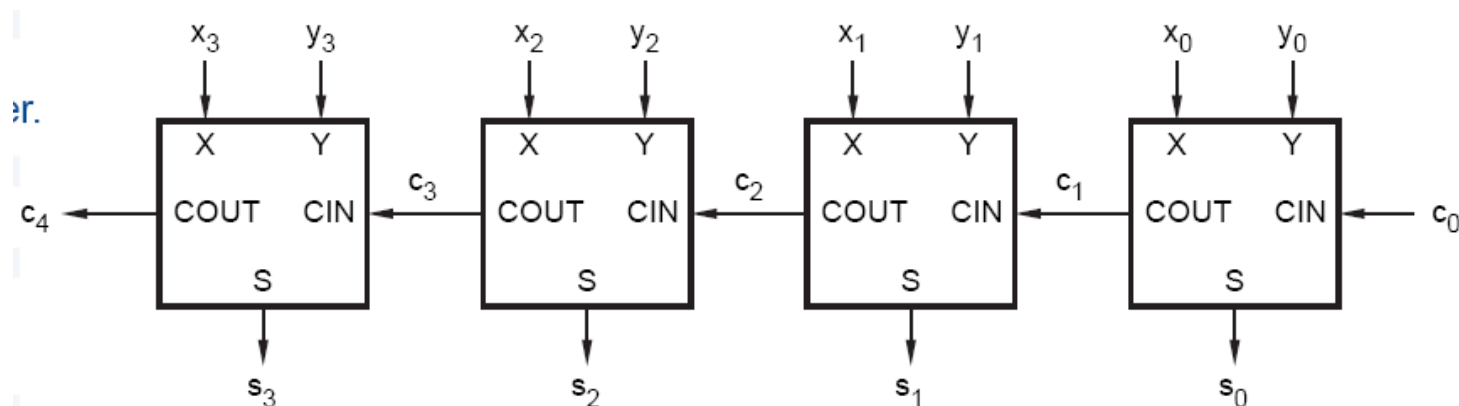 x₃ y₃ x₂ y₂ x₁ y₁ x₀ y₀
er.
X Y X Y X Y X Y
c₃ c₂ c₁
c₄ COUT CIN COUT CIN COUT CIN COUT CIN c₀
S S S S
s₃ s₂ s₁ s₀